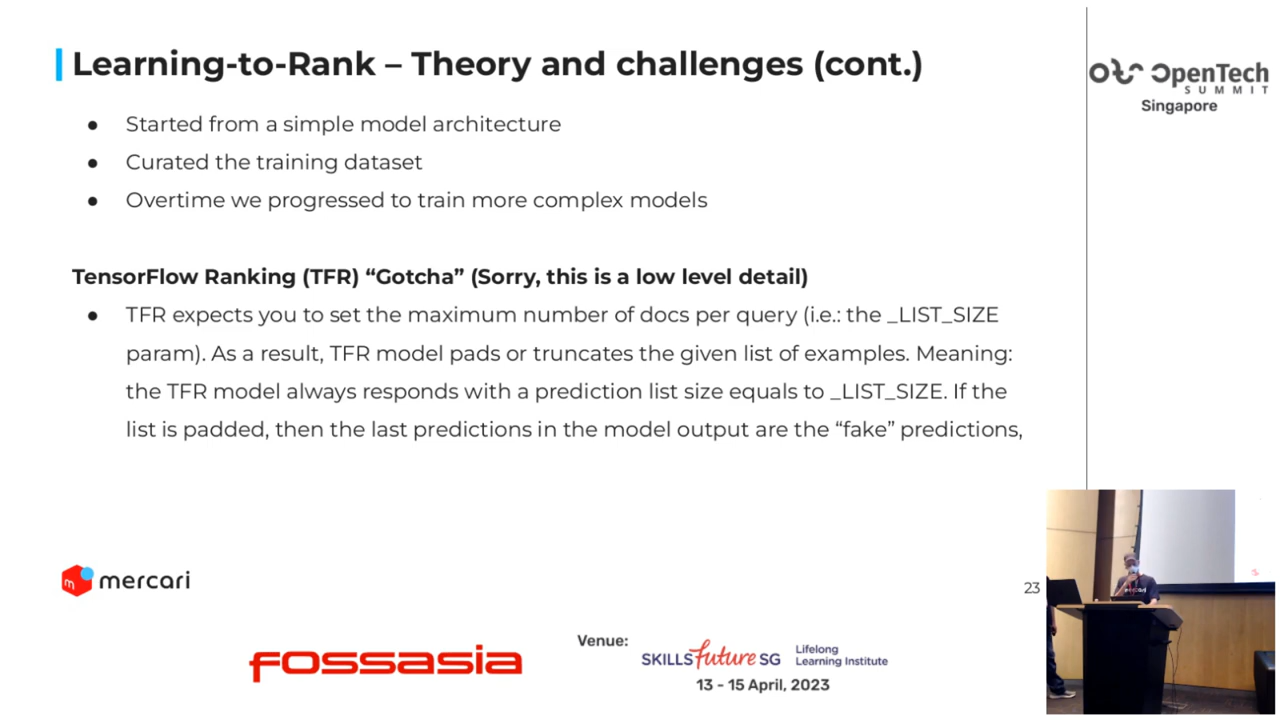 Learning-to-Rank – Theory and challenges (cont.)
● Started from a simple model architecture
● Curated the training dataset
● Overtime we progressed to train more complex models
TensorFlow Ranking (TFR) “Gotcha” (Sorry, this is a low level detail)
● TFR expects you to set the maximum number of docs per query (i.e.: the _LIST_SIZE
param). As a result, TFR model pads or truncates the given list of examples. Meaning:
the TFR model always responds with a prediction list size equals to _LIST_SIZE. If the
list is padded, then the last predictions in the model output are the “fake” predictions,
mercari
23
OpenTech
SUMMIT
Singapore
FOSSASIA
Venue:
SKILLSfuture SG
Lifelong
Learning Institute
13 - 15 April, 2023